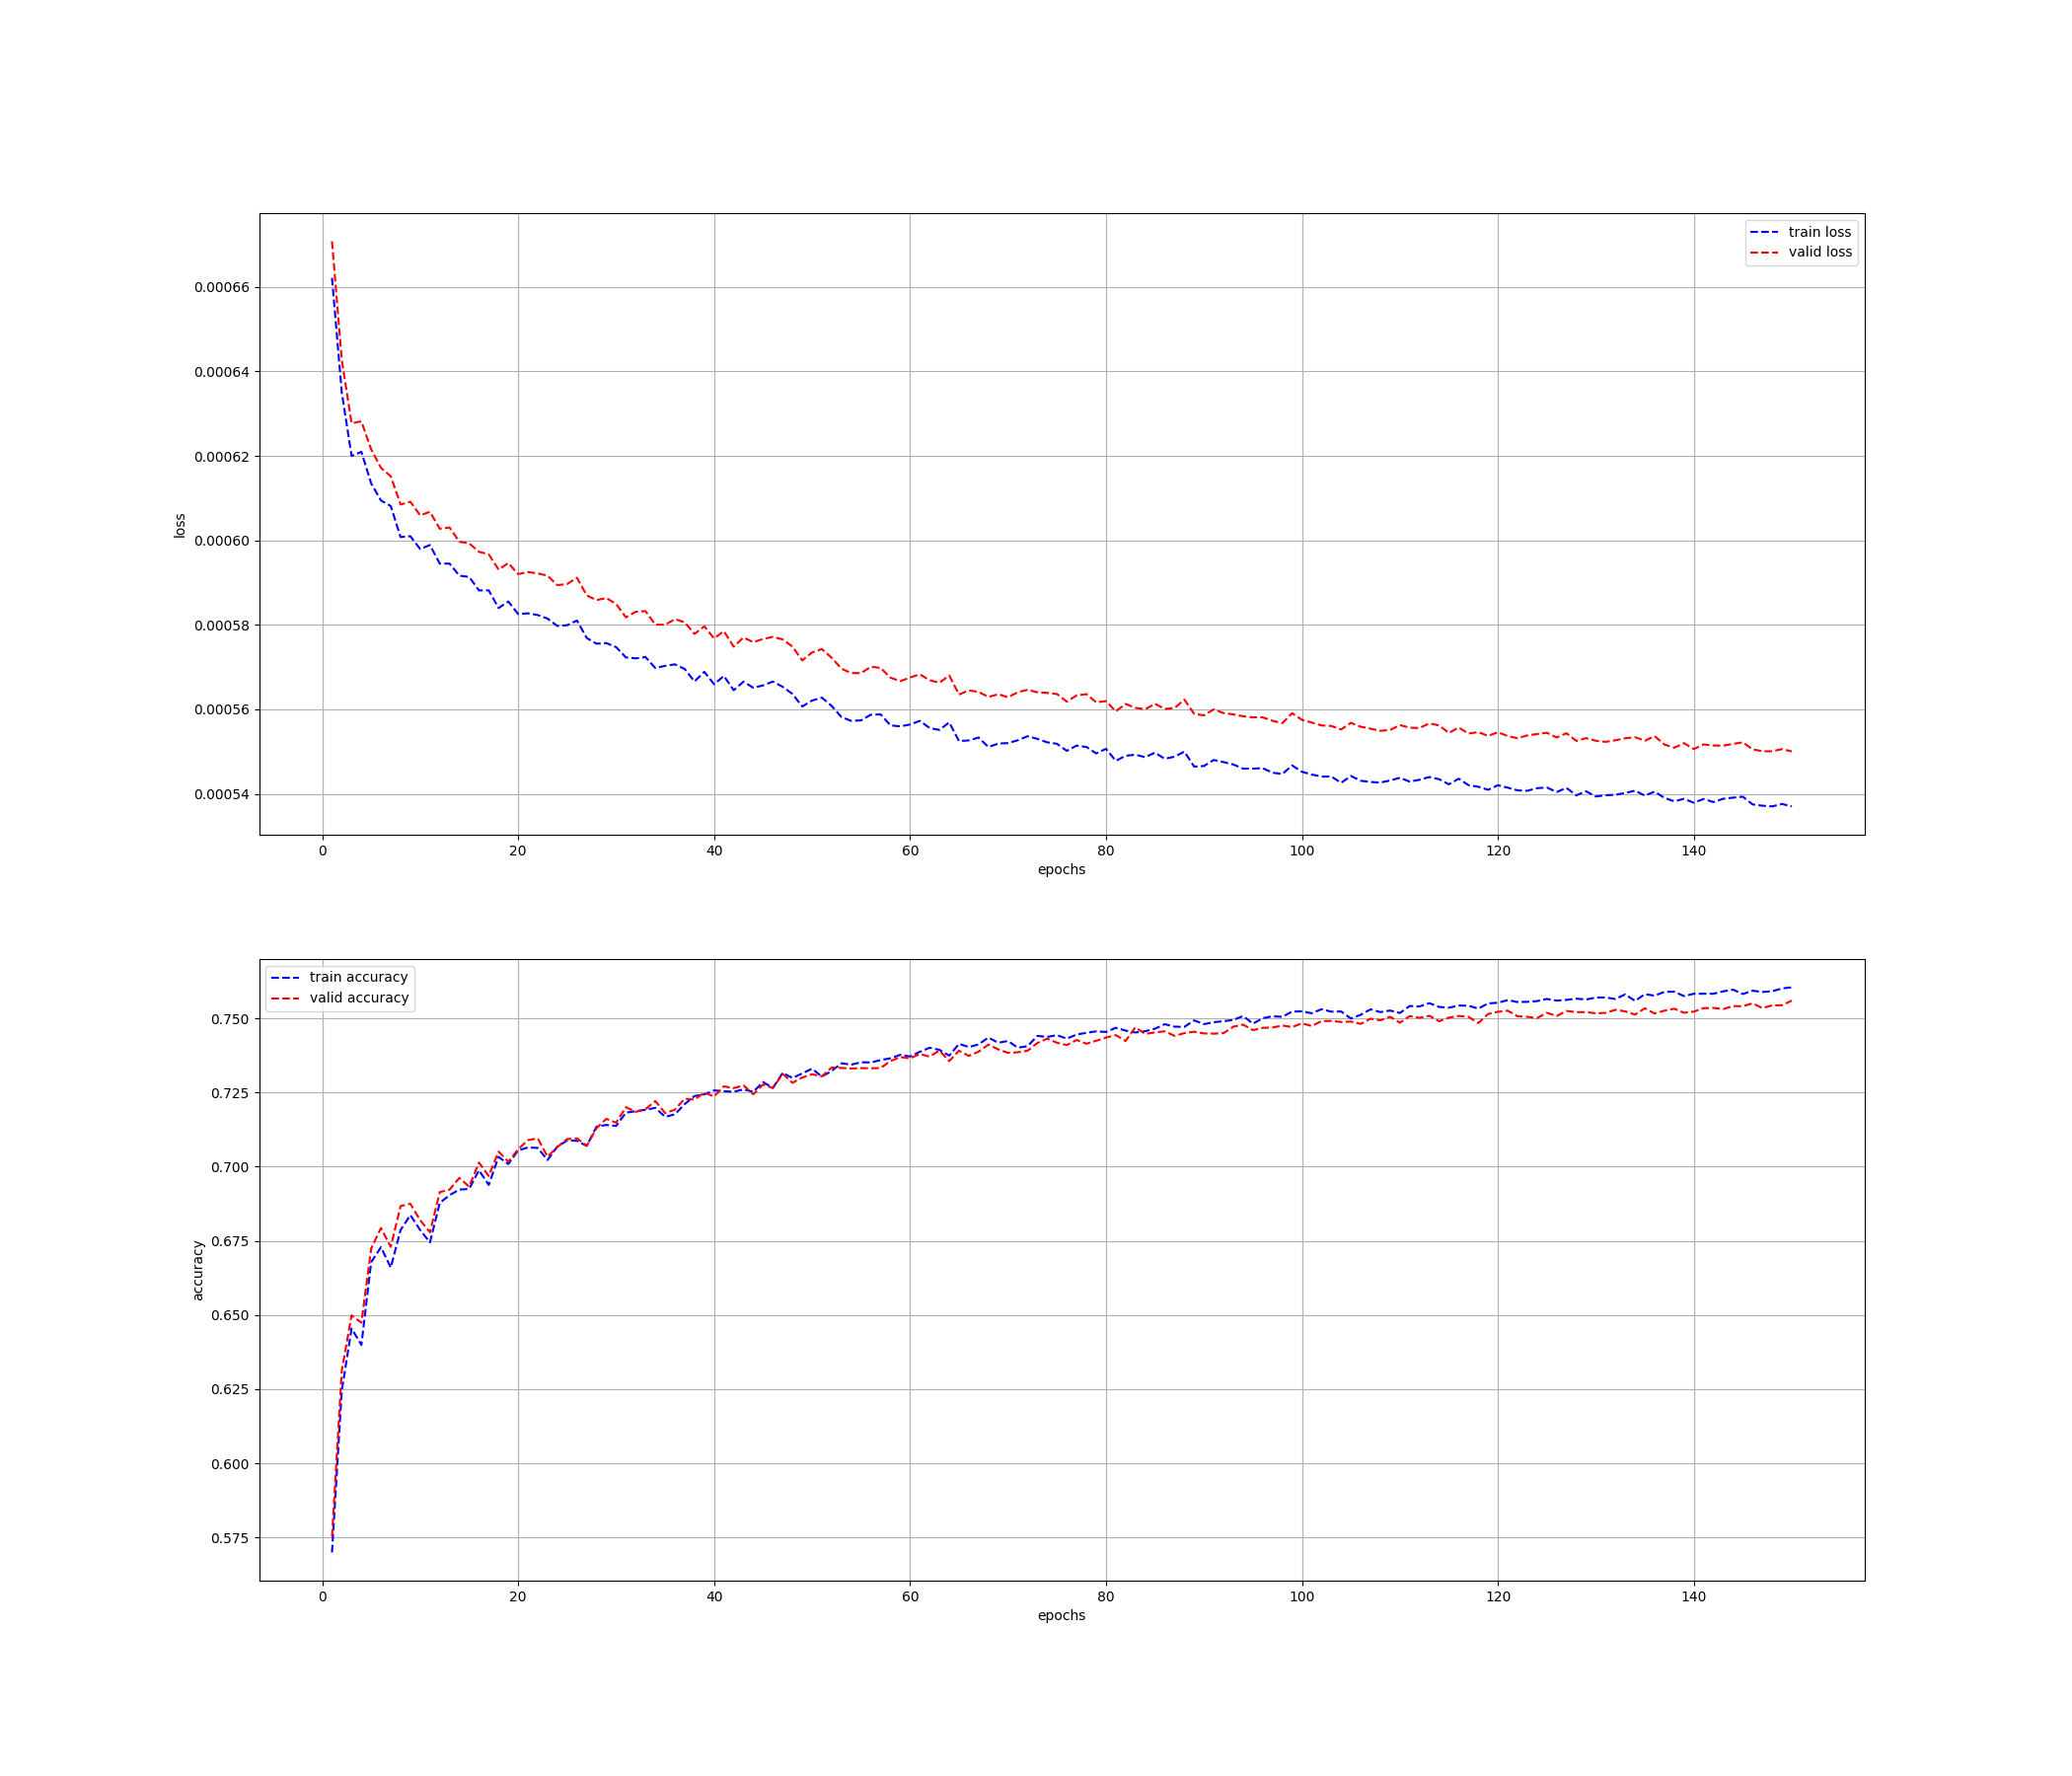 train loss
valid loss
0.00066
0.00064
0.00062
0.00060
0.00058
0.00056
0.00054
loss
0 20 40 60 80 100 120 140
epochs
train accuracy
valid accuracy
0.750
0.725
0.700
0.675
0.650
0.625
0.600
0.575
accuracy
0 20 40 60 80 100 120 140
epochs